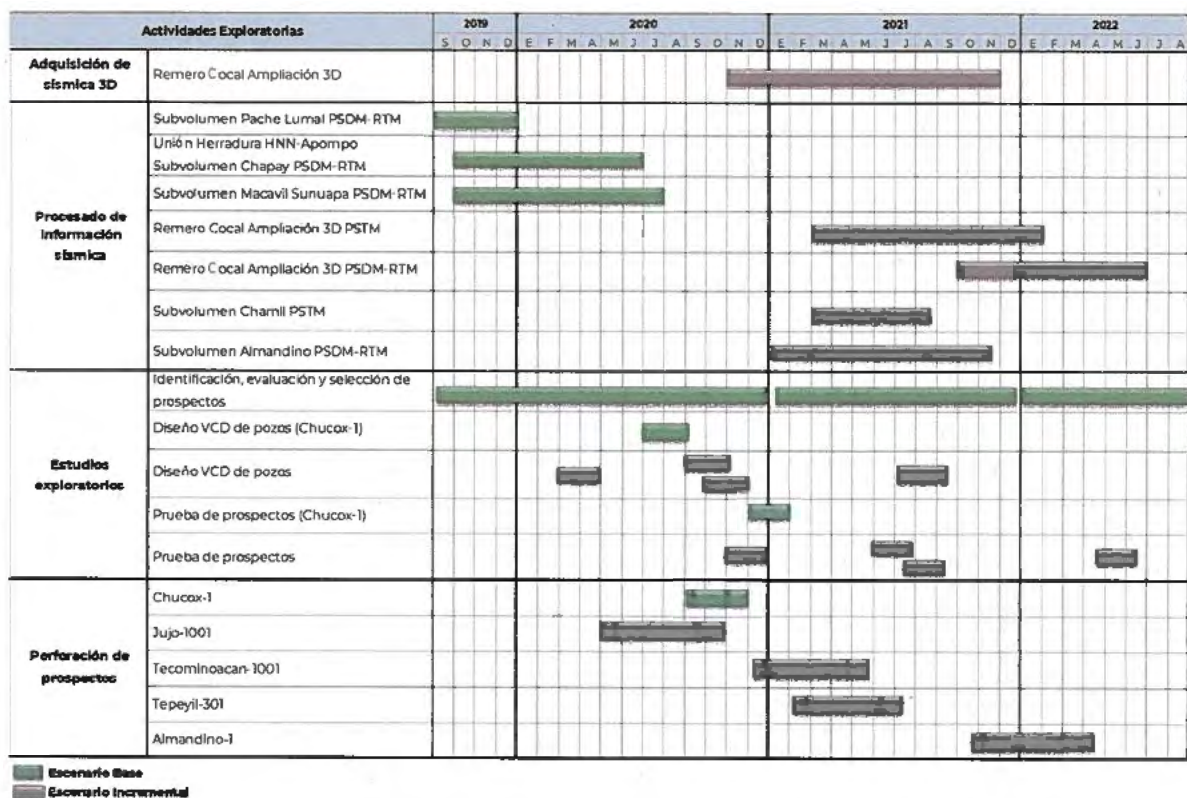 Actividades Exploratorias
2019 2020 2021 2022
S O N D E F M A M J J A S O N D E F M A M J J A S O N D E F M A M J J A
Adquisición de
sísmica 3D
Remero Cocal Ampliación 3D
Procesado de
Información
sísmica
Subvolumen Pache Lumal PSDM-RTM
Unión Herradura HNN-Apompo
Subvolumen Chapay PSDM-RTM
Subvolumen Macavil Sunuapa PSDM-RTM
Remero Cocal Ampliación 3D PSTM
Remero Cocal Ampliación 3D PSDM-RTM
Subvolumen Chamil PSTM
Subvolumen Almandino PSDM-RTM
Estudios
exploratorios
Identificación, evaluación y selección de
prospectos
Diseño VCD de pozos (Chucox-1)
Diseño VCD de pozos
Prueba de prospectos (Chucox-1)
Prueba de prospectos
Perforación de
prospectos
Chucox-1
Jujo-1001
Tecominoacan-1001
Tepeyil-301
Almandino-1
Escenario Base
Escenario Incremental